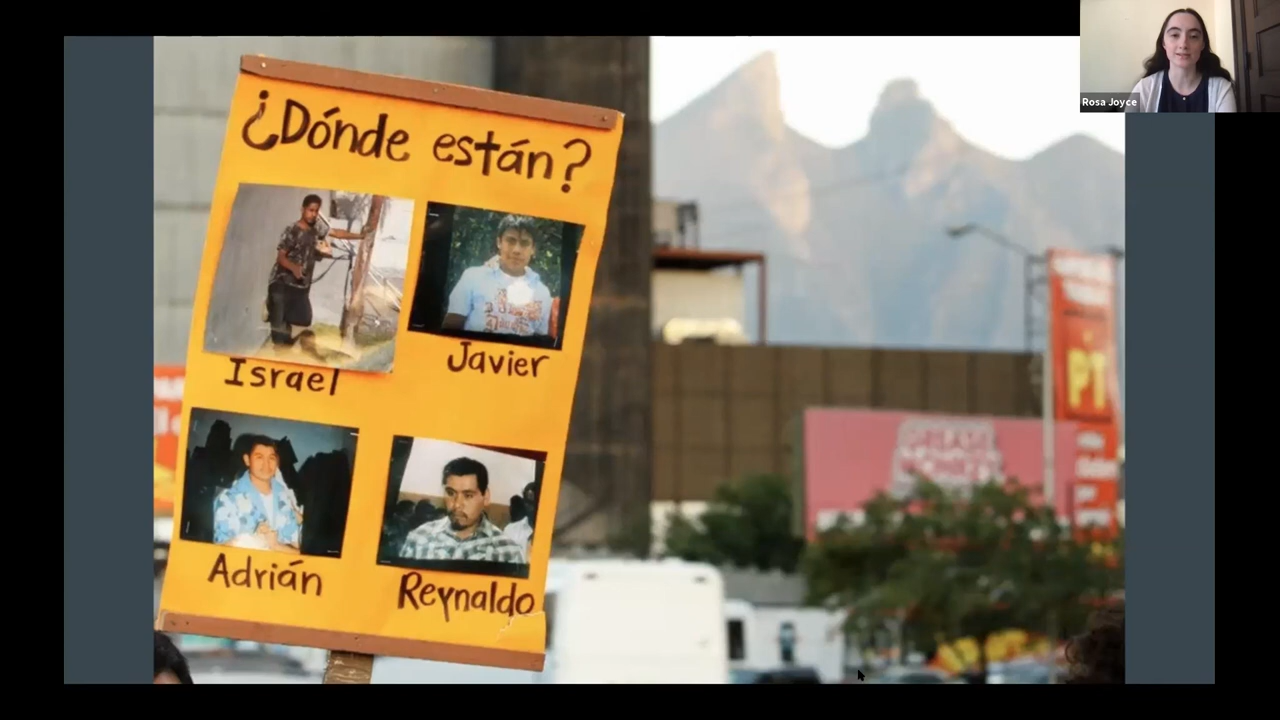 ¿Dónde están?
Israel
Javier
Adrián
Reynaldo
PT
Rosa Joyce